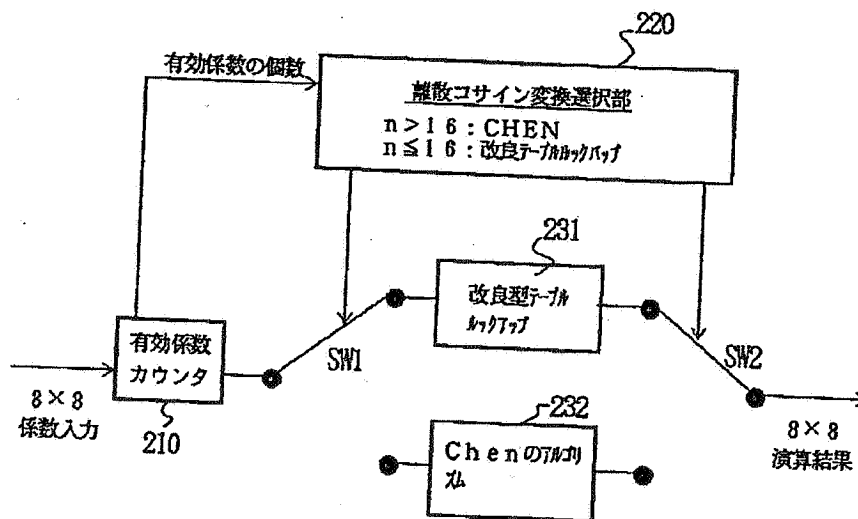 220
有効係数の個数
離散コサイン変換選択部
n>16:CHEN
n≦16:改良テーブルルックバップ
231
改良型テーブル
ルックアップ
有効係数
カウンタ
SW1
SW2
8×8
係数入力
210
232
Chenのアルゴリ
ズム
8×8
演算結果